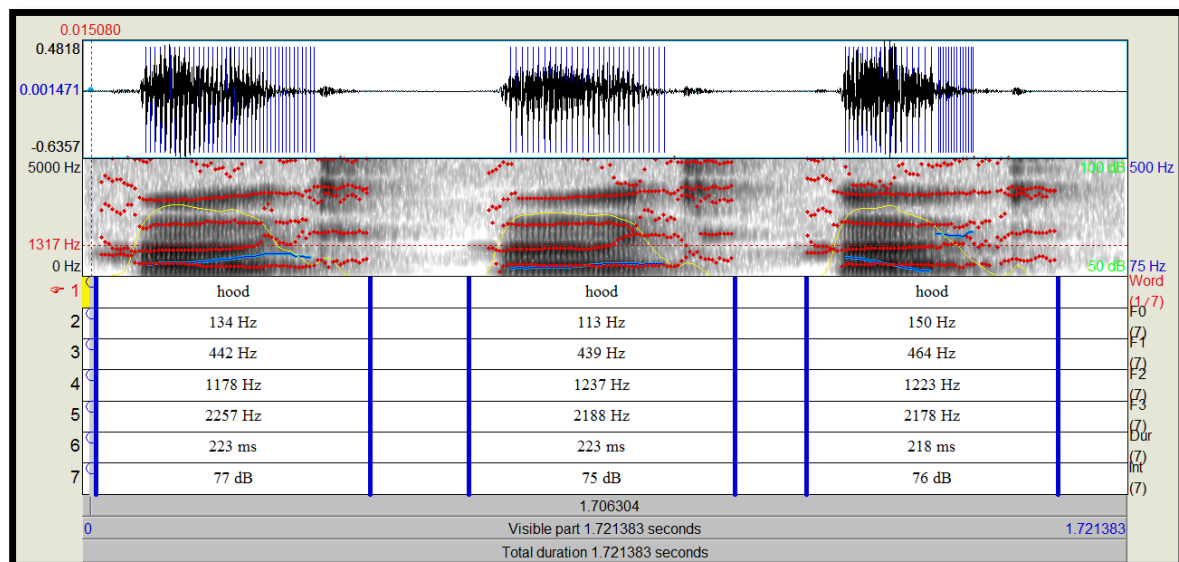 0.015080
0.4818
0.001471
-0.6357
5000 Hz 100 dB 500 Hz
1317 Hz
0 Hz 50 dB 75 Hz
1 hood hood hood Word (1/7)
2 134 Hz 113 Hz 150 Hz F0 (7)
3 442 Hz 439 Hz 464 Hz F1 (7)
4 1178 Hz 1237 Hz 1223 Hz F2 (7)
5 2257 Hz 2188 Hz 2178 Hz F3 (7)
6 223 ms 223 ms 218 ms Dur (7)
7 77 dB 75 dB 76 dB Int (7)
1.706304
0 Visible part 1.721383 seconds 1.721383
Total duration 1.721383 seconds